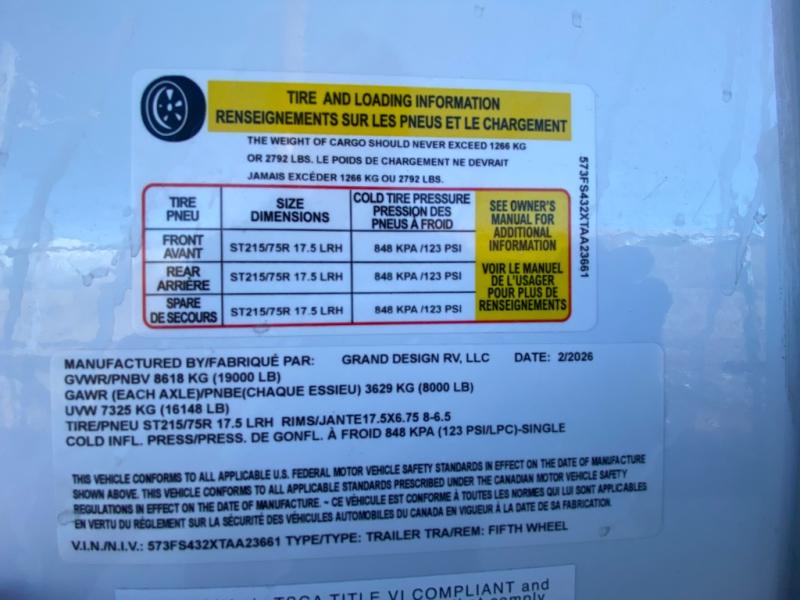 TIRE AND LOADING INFORMATION
RENSEIGNEMENTS SUR LES PNEUS ET LE CHARGEMENT
THE WEIGHT OF CARGO SHOULD NEVER EXCEED 1266 KG
OR 2792 LBS. LE POIDS DE CHARGEMENT NE DEVRAIT
JAMAIS EXCÉDER 1266 KG OU 2792 LBS.
TIRE
PNEU
SIZE
DIMENSIONS
COLD TIRE PRESSURE
PRESSION DES
PNEUS À FROID
FRONT
AVANT
ST215/75R 17.5 LRH
848 KPA /123 PSI
REAR
ARRIÈRE
ST215/75R 17.5 LRH
848 KPA /123 PSI
SPARE
DE SECOURS
ST215/75R 17.5 LRH
848 KPA /123 PSI
SEE OWNER'S
MANUAL FOR
ADDITIONAL
INFORMATION
VOIR LE MANUEL
DE L'USAGER
POUR PLUS DE
RENSEIGNEMENTS
573FS432XTAA23661
MANUFACTURED BY/FABRIQUÉ PAR: GRAND DESIGN RV, LLC DATE: 2/2026
GVWR/PNBV 8618 KG (19000 LB)
GAWR (EACH AXLE)/PNBE(CHAQUE ESSIEU) 3629 KG (8000 LB)
UVW 7325 KG (16148 LB)
TIRE/PNEU ST215/75R 17.5 LRH RIMS/JANTE17.5X6.75 8-6.5
COLD INFL. PRESS/PRESS. DE GONFL. À FROID 848 KPA (123 PSI/LPC)-SINGLE
THIS VEHICLE CONFORMS TO ALL APPLICABLE U.S. FEDERAL MOTOR VEHICLE SAFETY STANDARDS IN EFFECT ON THE DATE OF MANUFACTURE
SHOWN ABOVE. THIS VEHICLE CONFORMS TO ALL APPLICABLE STANDARDS PRESCRIBED UNDER THE CANADIAN MOTOR VEHICLE SAFETY
REGULATIONS IN EFFECT ON THE DATE OF MANUFACTURE. ~ CE VÉHICULE EST CONFORME À TOUTES LES NORMES QUI LUI SONT APPLICABLES
EN VERTU DU RÈGLEMENT SUR LA SÉCURITÉ DES VÉHICULES AUTOMOBILES DU CANADA EN VIGUEUR À LA DATE DE SA FABRICATION.
V.I.N./N.I.V.: 573FS432XTAA23661 TYPE/TYPE: TRAILER TRA/REM: FIFTH WHEEL
TSCA TITLE VI COMPLIANT and
comply